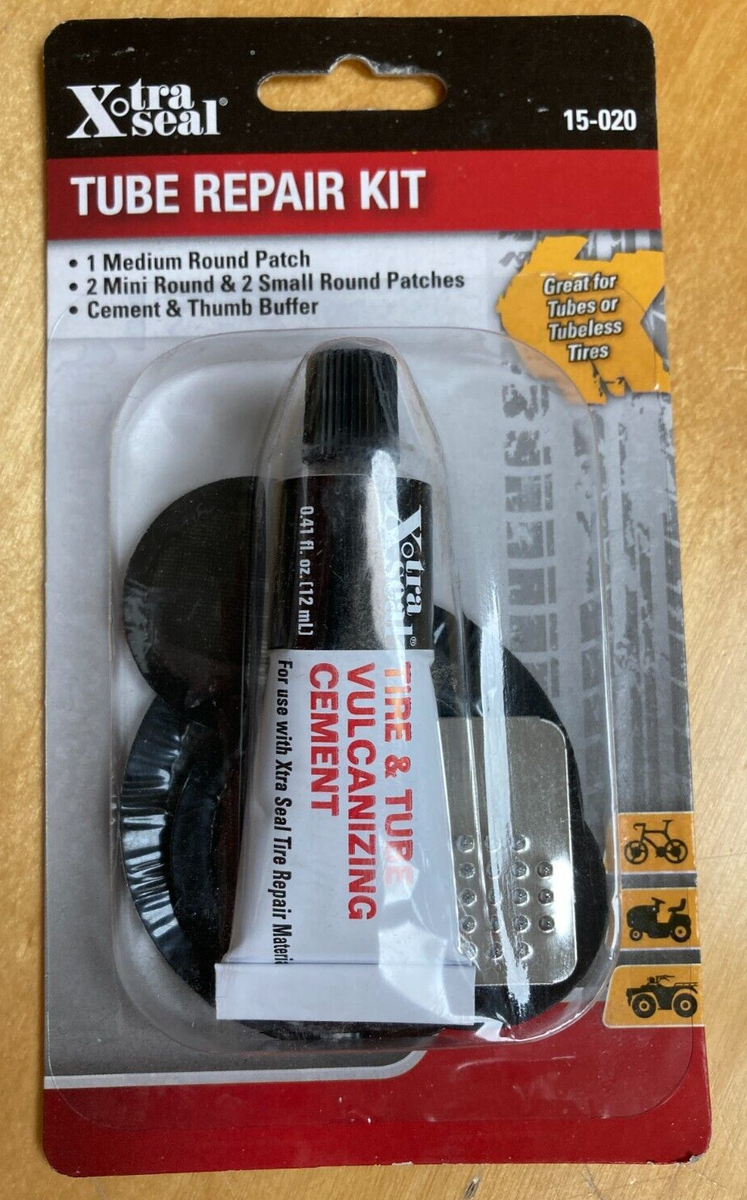 Xtra
seal®
15-020
TUBE REPAIR KIT
• 1 Medium Round Patch
• 2 Mini Round & 2 Small Round Patches
• Cement & Thumb Buffer
Great for
Tubes or
Tubeless
Tires
Xtra
seal®
0.41 fl. oz. (12 mL)
TIRE & TUBE
VULCANIZING
CEMENT
For use with Xtra Seal Tire Repair